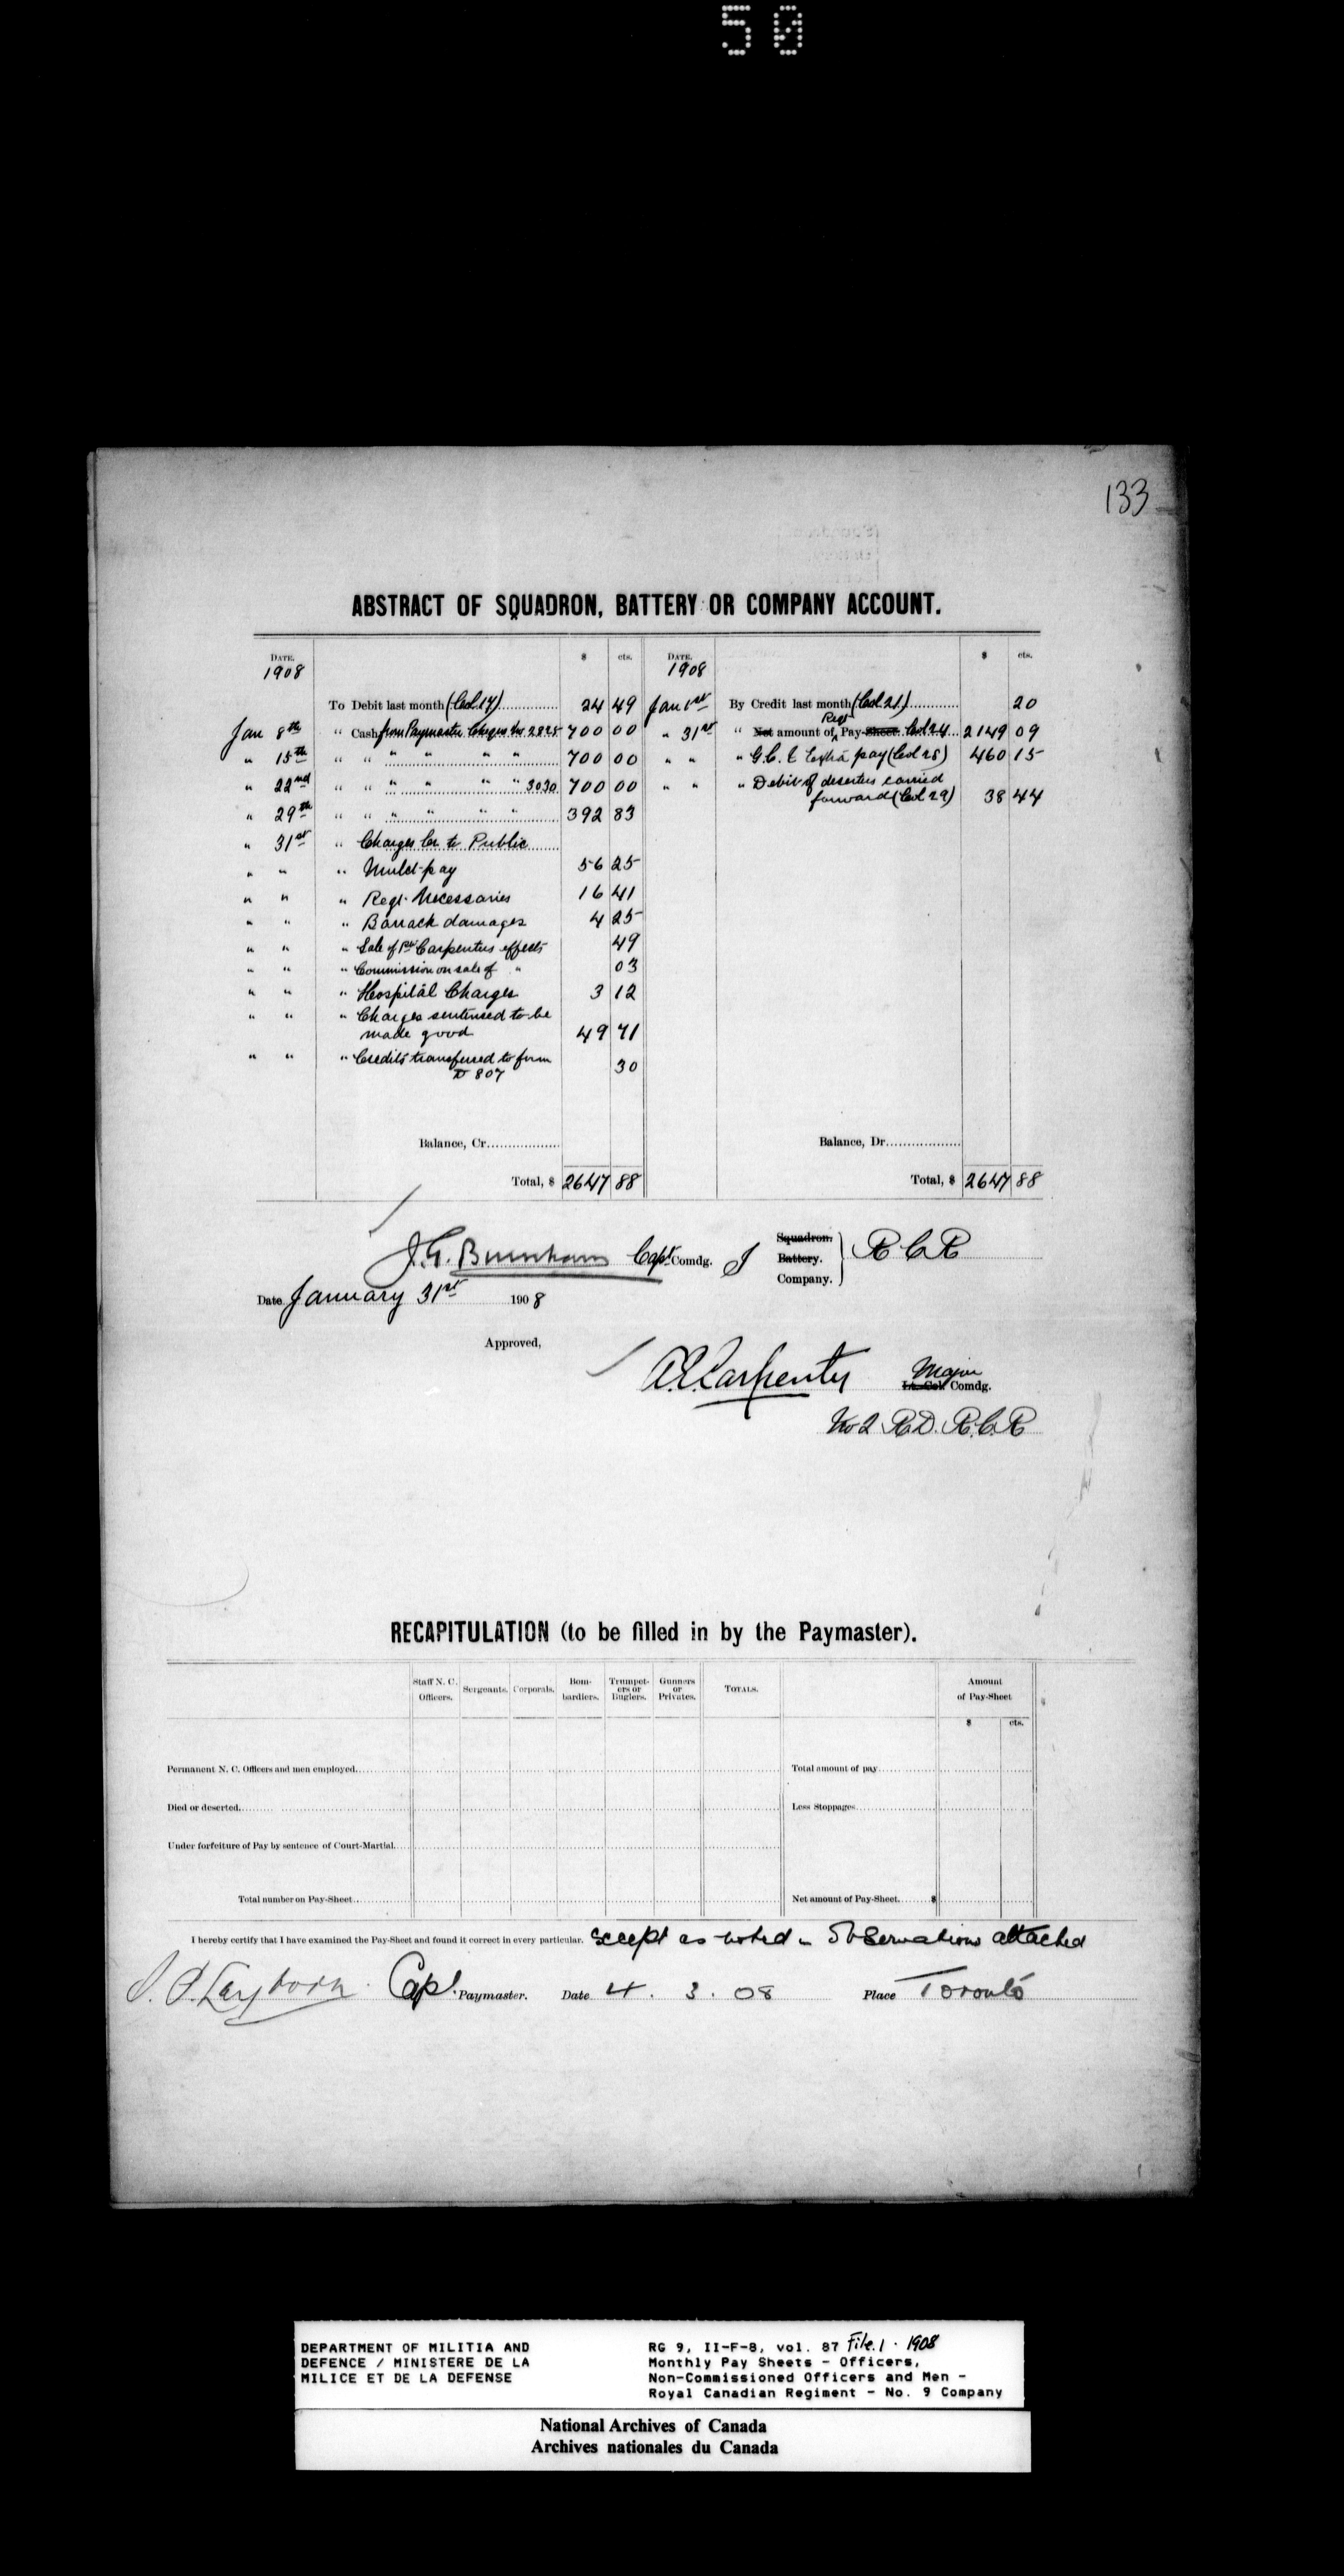 50
133
ABSTRACT OF SQUADRON, BATTERY OR COMPANY ACCOUNT.
DATE. $ cts. DATE. $ cts.
1908 1908
To Debit last month (Col. 17) 24 49 Jan 1st By Credit last month (Col. 21) 20
Jan 8th " Cash from Paymaster Cheques No 2825 700 00 " 31st " Net amount of Regt Pay-Sheet. Col 24 2149 09
" 15th " " " " " " 700 00 " " " G.C. & Extra pay (Col 28) 460 15
" 22nd " " " " " " 3030 700 00 " " " Debit of deserters carried
forward (Col 29) 38 44
" 29th " " " " " " 392 83
" 31st " Charges Cr to Public
" " " Mulct pay 56 25
" " " Regt. Necessaries 16 41
" " " Barrack damages 4 25
" " " Sale of Pte Carpenters effects 49
" " " Commission on sale of " 03
" " " Hospital Charges 3 12
" " " Charges sentenced to be
made good 49 71
" " " Credits transferred to form
D 807 30
Balance, Cr. Balance, Dr.
Total, $ 2647 88 Total, $ 2647 88
J.G. Burnham Capt. Comdg. I Squadron. Battery. Company. R C R
Date January 31st 1908
Approved,
A.E. Carpenter Major Lt. Col. Comdg.
No 2 R.D. R.C.R
RECAPITULATION (to be filled in by the Paymaster).
Staff N. C. Officers. Sergeants. Corporals. Bombardiers. Trumpeters or Buglers. Gunners or Privates. TOTALS. Amount of Pay-Sheet
$ cts.
Permanent N. C. Officers and men employed. Total amount of pay
Died or deserted. Less Stoppages
Under forfeiture of Pay by sentence of Court-Martial.
Total number on Pay-Sheet. Net amount of Pay-Sheet. $
I hereby certify that I have examined the Pay-Sheet and found it correct in every particular. except as noted in Observations attached
Layborn Capt. Paymaster. Date 4. 3. 08 Place Toronto
DEPARTMENT OF MILITIA AND
DEFENCE / MINISTERE DE LA
MILICE ET DE LA DEFENSE
RG 9, II-F-8, vol. 87 File 1. 1908
Monthly Pay Sheets - Officers,
Non-Commissioned Officers and Men -
Royal Canadian Regiment - No. 9 Company
National Archives of Canada
Archives nationales du Canada